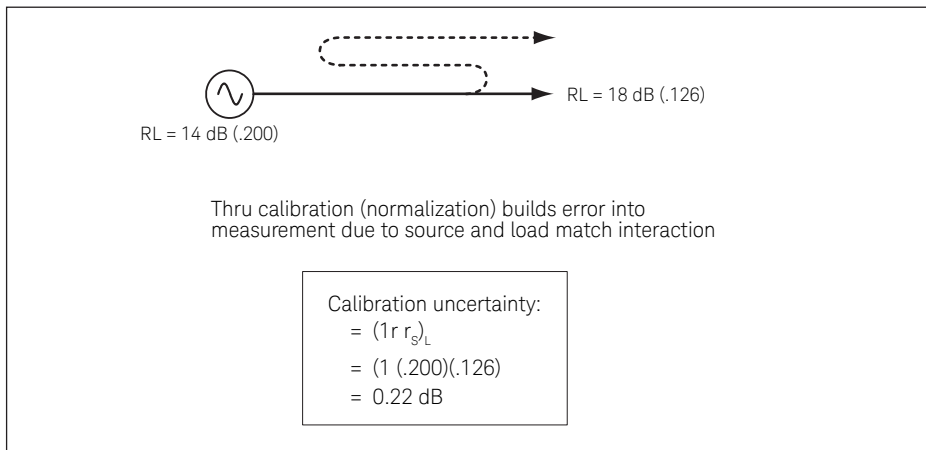 RL = 18 dB (.126)
RL = 14 dB (.200)
Thru calibration (normalization) builds error into
measurement due to source and load match interaction
Calibration uncertainty:
= (1r r_S)_L
= (1 (.200)(.126)
= 0.22 dB